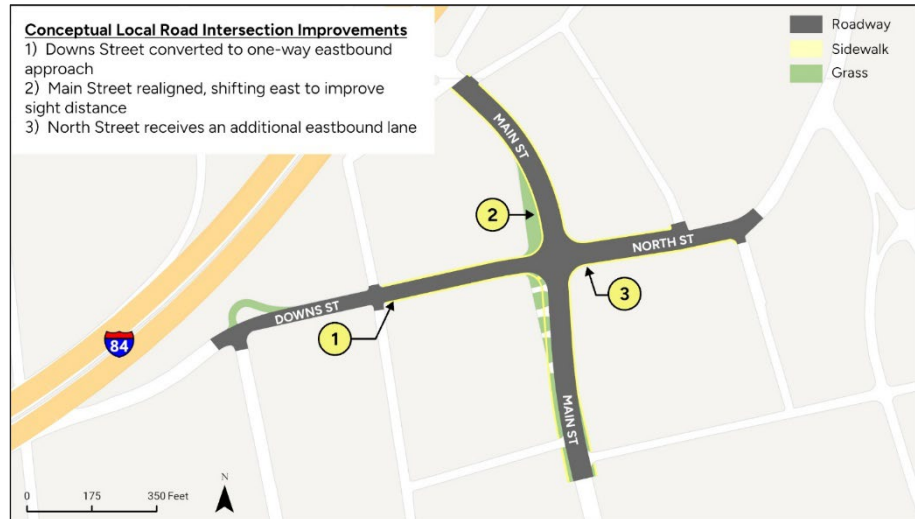 Conceptual Local Road Intersection Improvements
1) Downs Street converted to one-way eastbound
approach
2) Main Street realigned, shifting east to improve
sight distance
3) North Street receives an additional eastbound lane
Roadway
Sidewalk
Grass
MAIN ST
2
NORTH ST
3
DOWNS ST
1
84
MAIN ST
N
0 175 350 Feet